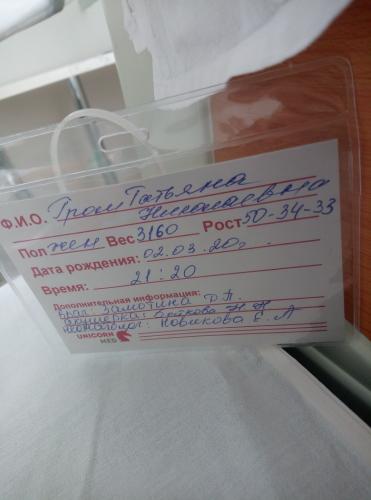 Ф.И.О. Гром Татьяна
Николаевна
Пол жен Вес 3160 Рост 50-34-33
Дата рождения: 02.03.20г.
Время: 21:20
Дополнительная информация:
врач: Замотина Д.П.
акушерка: Н
неонатолог: Новикова Е.А
UNICORN
MED